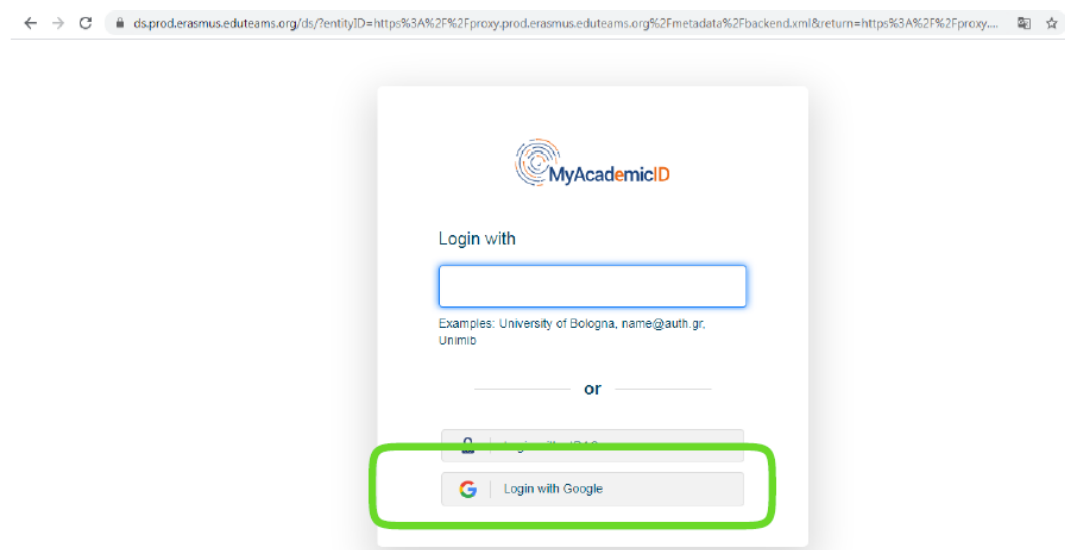 ds.prod.erasmus.eduteams.org/ds/?entityID=https%3A%2F%2Fproxy.prod.erasmus.eduteams.org%2Fmetadata%2Fbackend.xml&return=https%3A%2F%2Fproxy....
MyAcademicID
Login with
Examples: University of Bologna, name@auth.gr,
Unimib
or
Login with Google